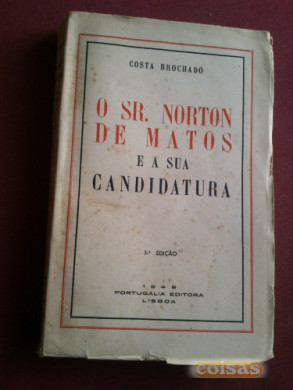 COSTA BROCHADO
O SR. NORTON
DE MATOS
E A SUA
CANDIDATURA
3.ª EDIÇÃO
1948
PORTUGÁLIA EDITORA
LISBOA
coisas